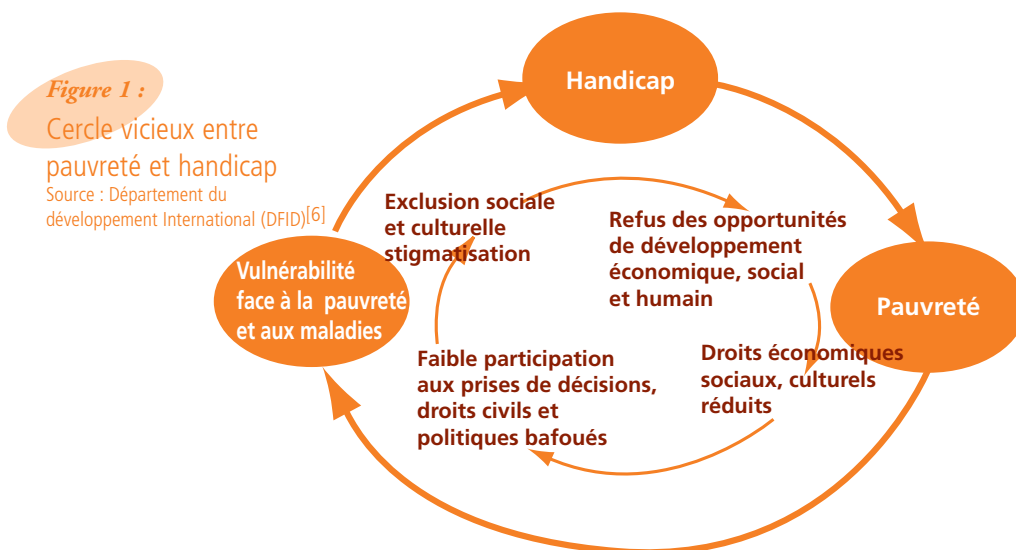 Figure 1 :
Cercle vicieux entre
pauvreté et handicap
Source : Département du
développement International (DFID)[6]
Handicap
Exclusion sociale
et culturelle
stigmatisation
Refus des opportunités
de développement
économique, social
et humain
Vulnérabilité
face à la pauvreté
et aux maladies
Pauvreté
Faible participation
aux prises de décisions,
droits civils et
politiques bafoués
Droits économiques
sociaux, culturels
réduits